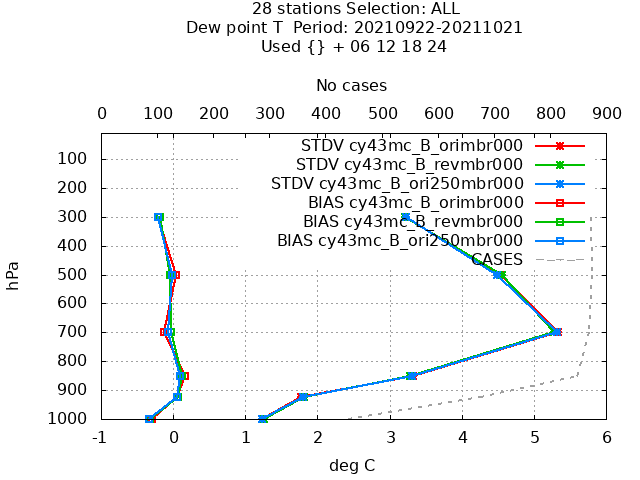 28 stations Selection: ALL
Dew point T  Period: 20210922-20211021
Used {} + 06 12 18 24
No cases
0 100 200 300 400 500 600 700 800 900
STDV cy43mc_B_orimbr000
STDV cy43mc_B_revmbr000
STDV cy43mc_B_ori250mbr000
BIAS cy43mc_B_orimbr000
BIAS cy43mc_B_revmbr000
BIAS cy43mc_B_ori250mbr000
CASES
100
200
300
400
500
600
700
800
900
1000
hPa
-1 0 1 2 3 4 5 6
deg C